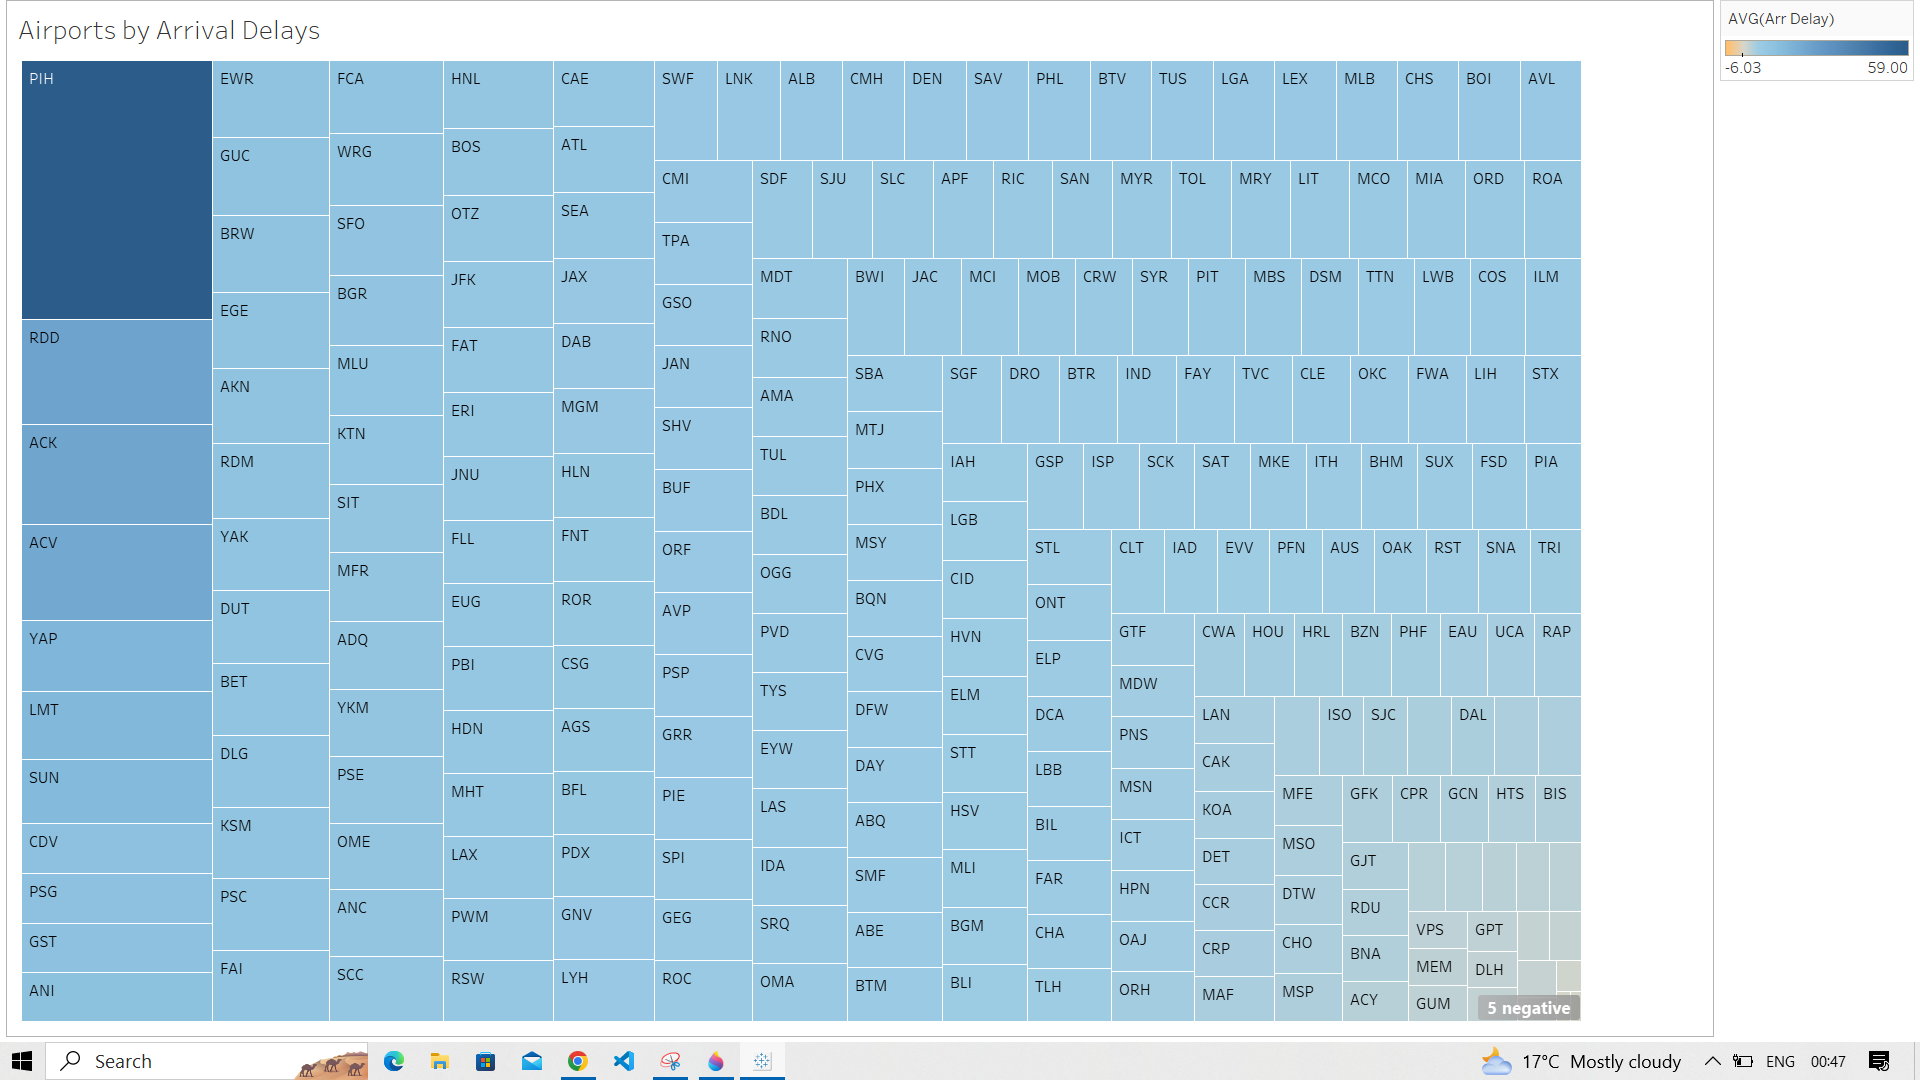 Airports by Arrival Delays
AVG(Arr Delay)
-6.03 59.00
PIH
RDD
ACK
ACV
YAP
LMT
SUN
CDV
PSG
GST
ANI
EWR
GUC
BRW
EGE
AKN
RDM
YAK
DUT
BET
DLG
KSM
PSC
FAI
FCA
WRG
SFO
BGR
MLU
KTN
SIT
MFR
ADQ
YKM
PSE
OME
ANC
SCC
HNL
BOS
OTZ
JFK
FAT
ERI
JNU
FLL
EUG
PBI
HDN
MHT
LAX
PWM
RSW
CAE
ATL
SEA
JAX
DAB
MGM
HLN
FNT
ROR
CSG
AGS
BFL
PDX
GNV
LYH
SWF LNK ALB CMH DEN SAV PHL BTV TUS LGA LEX MLB CHS BOI AVL
CMI
TPA
GSO
JAN
SHV
BUF
ORF
AVP
PSP
GRR
PIE
SPI
GEG
ROC
SDF SJU SLC APF RIC SAN MYR TOL MRY LIT MCO MIA ORD ROA
MDT
RNO
AMA
TUL
BDL
OGG
PVD
TYS
EYW
LAS
IDA
SRQ
OMA
BWI JAC MCI MOB CRW SYR PIT MBS DSM TTN LWB COS ILM
SBA
MTJ
PHX
MSY
BQN
CVG
DFW
DAY
ABQ
SMF
ABE
BTM
SGF DRO BTR IND FAY TVC CLE OKC FWA LIH STX
IAH
LGB
CID
HVN
ELM
STT
HSV
MLI
BGM
BLI
GSP ISP SCK SAT MKE ITH BHM SUX FSD PIA
STL
ONT
ELP
DCA
LBB
BIL
FAR
CHA
TLH
CLT IAD EVV PFN AUS OAK RST SNA TRI
GTF
MDW
PNS
MSN
ICT
HPN
OAJ
ORH
CWA HOU HRL BZN PHF EAU UCA RAP
LAN
CAK
KOA
DET
CCR
CRP
MAF
ISO SJC DAL
MFE
MSO
DTW
CHO
MSP
GFK CPR GCN HTS BIS
GJT
RDU
BNA
ACY
VPS
MEM
GUM
GPT
DLH
5 negative
Search
17°C Mostly cloudy ENG 00:47